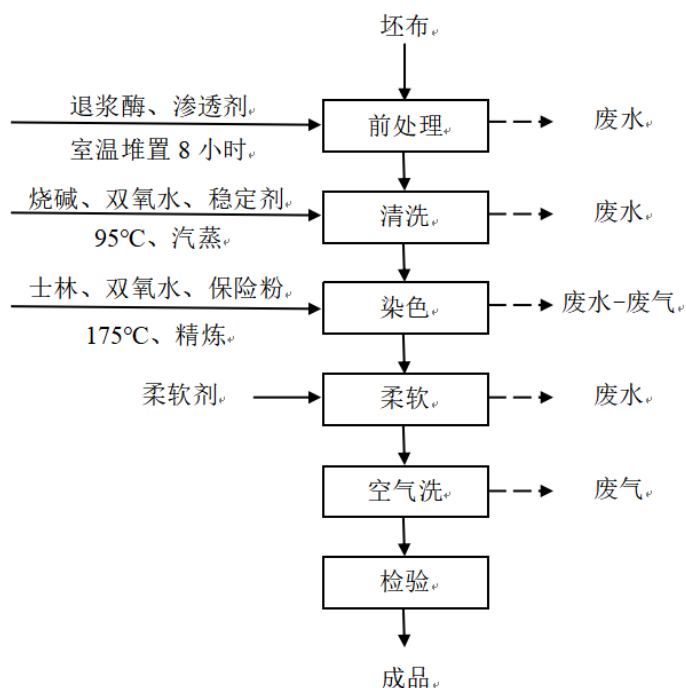 坯布
退浆酶、渗透剂
室温堆置 8 小时
前处理
废水
烧碱、双氧水、稳定剂
95℃、汽蒸
清洗
废水
士林、双氧水、保险粉
175℃、精炼
染色
废水-废气
柔软剂
柔软
废水
空气洗
废气
检验
成品